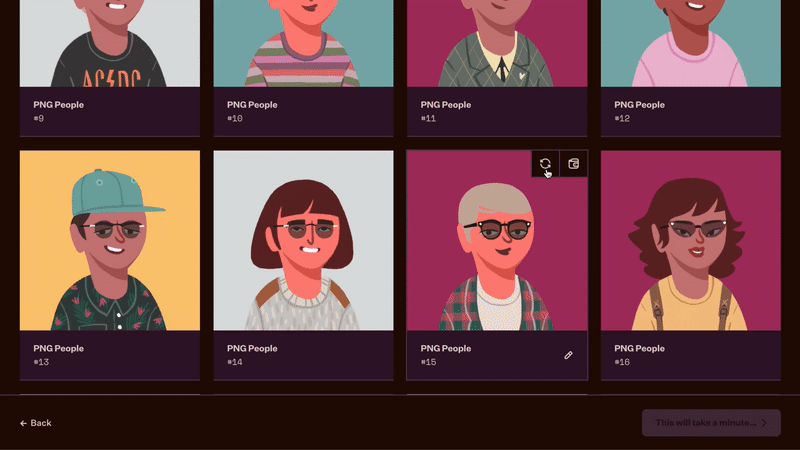 AC/DC
PNG People
#9
PNG People
#10
PNG People
#11
PNG People
#12
PNG People
#13
PNG People
#14
PNG People
#15
PNG People
#16
← Back
This will take a minute...